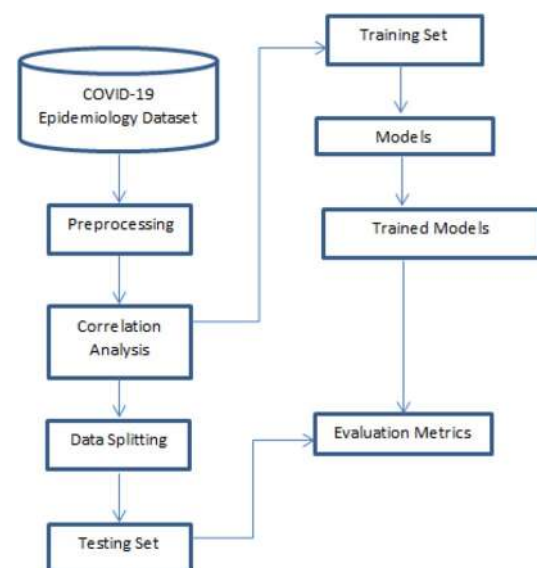 COVID-19
Epidemiology Dataset
Preprocessing
Correlation
Analysis
Data Splitting
Testing Set
Training Set
Models
Trained Models
Evaluation Metrics